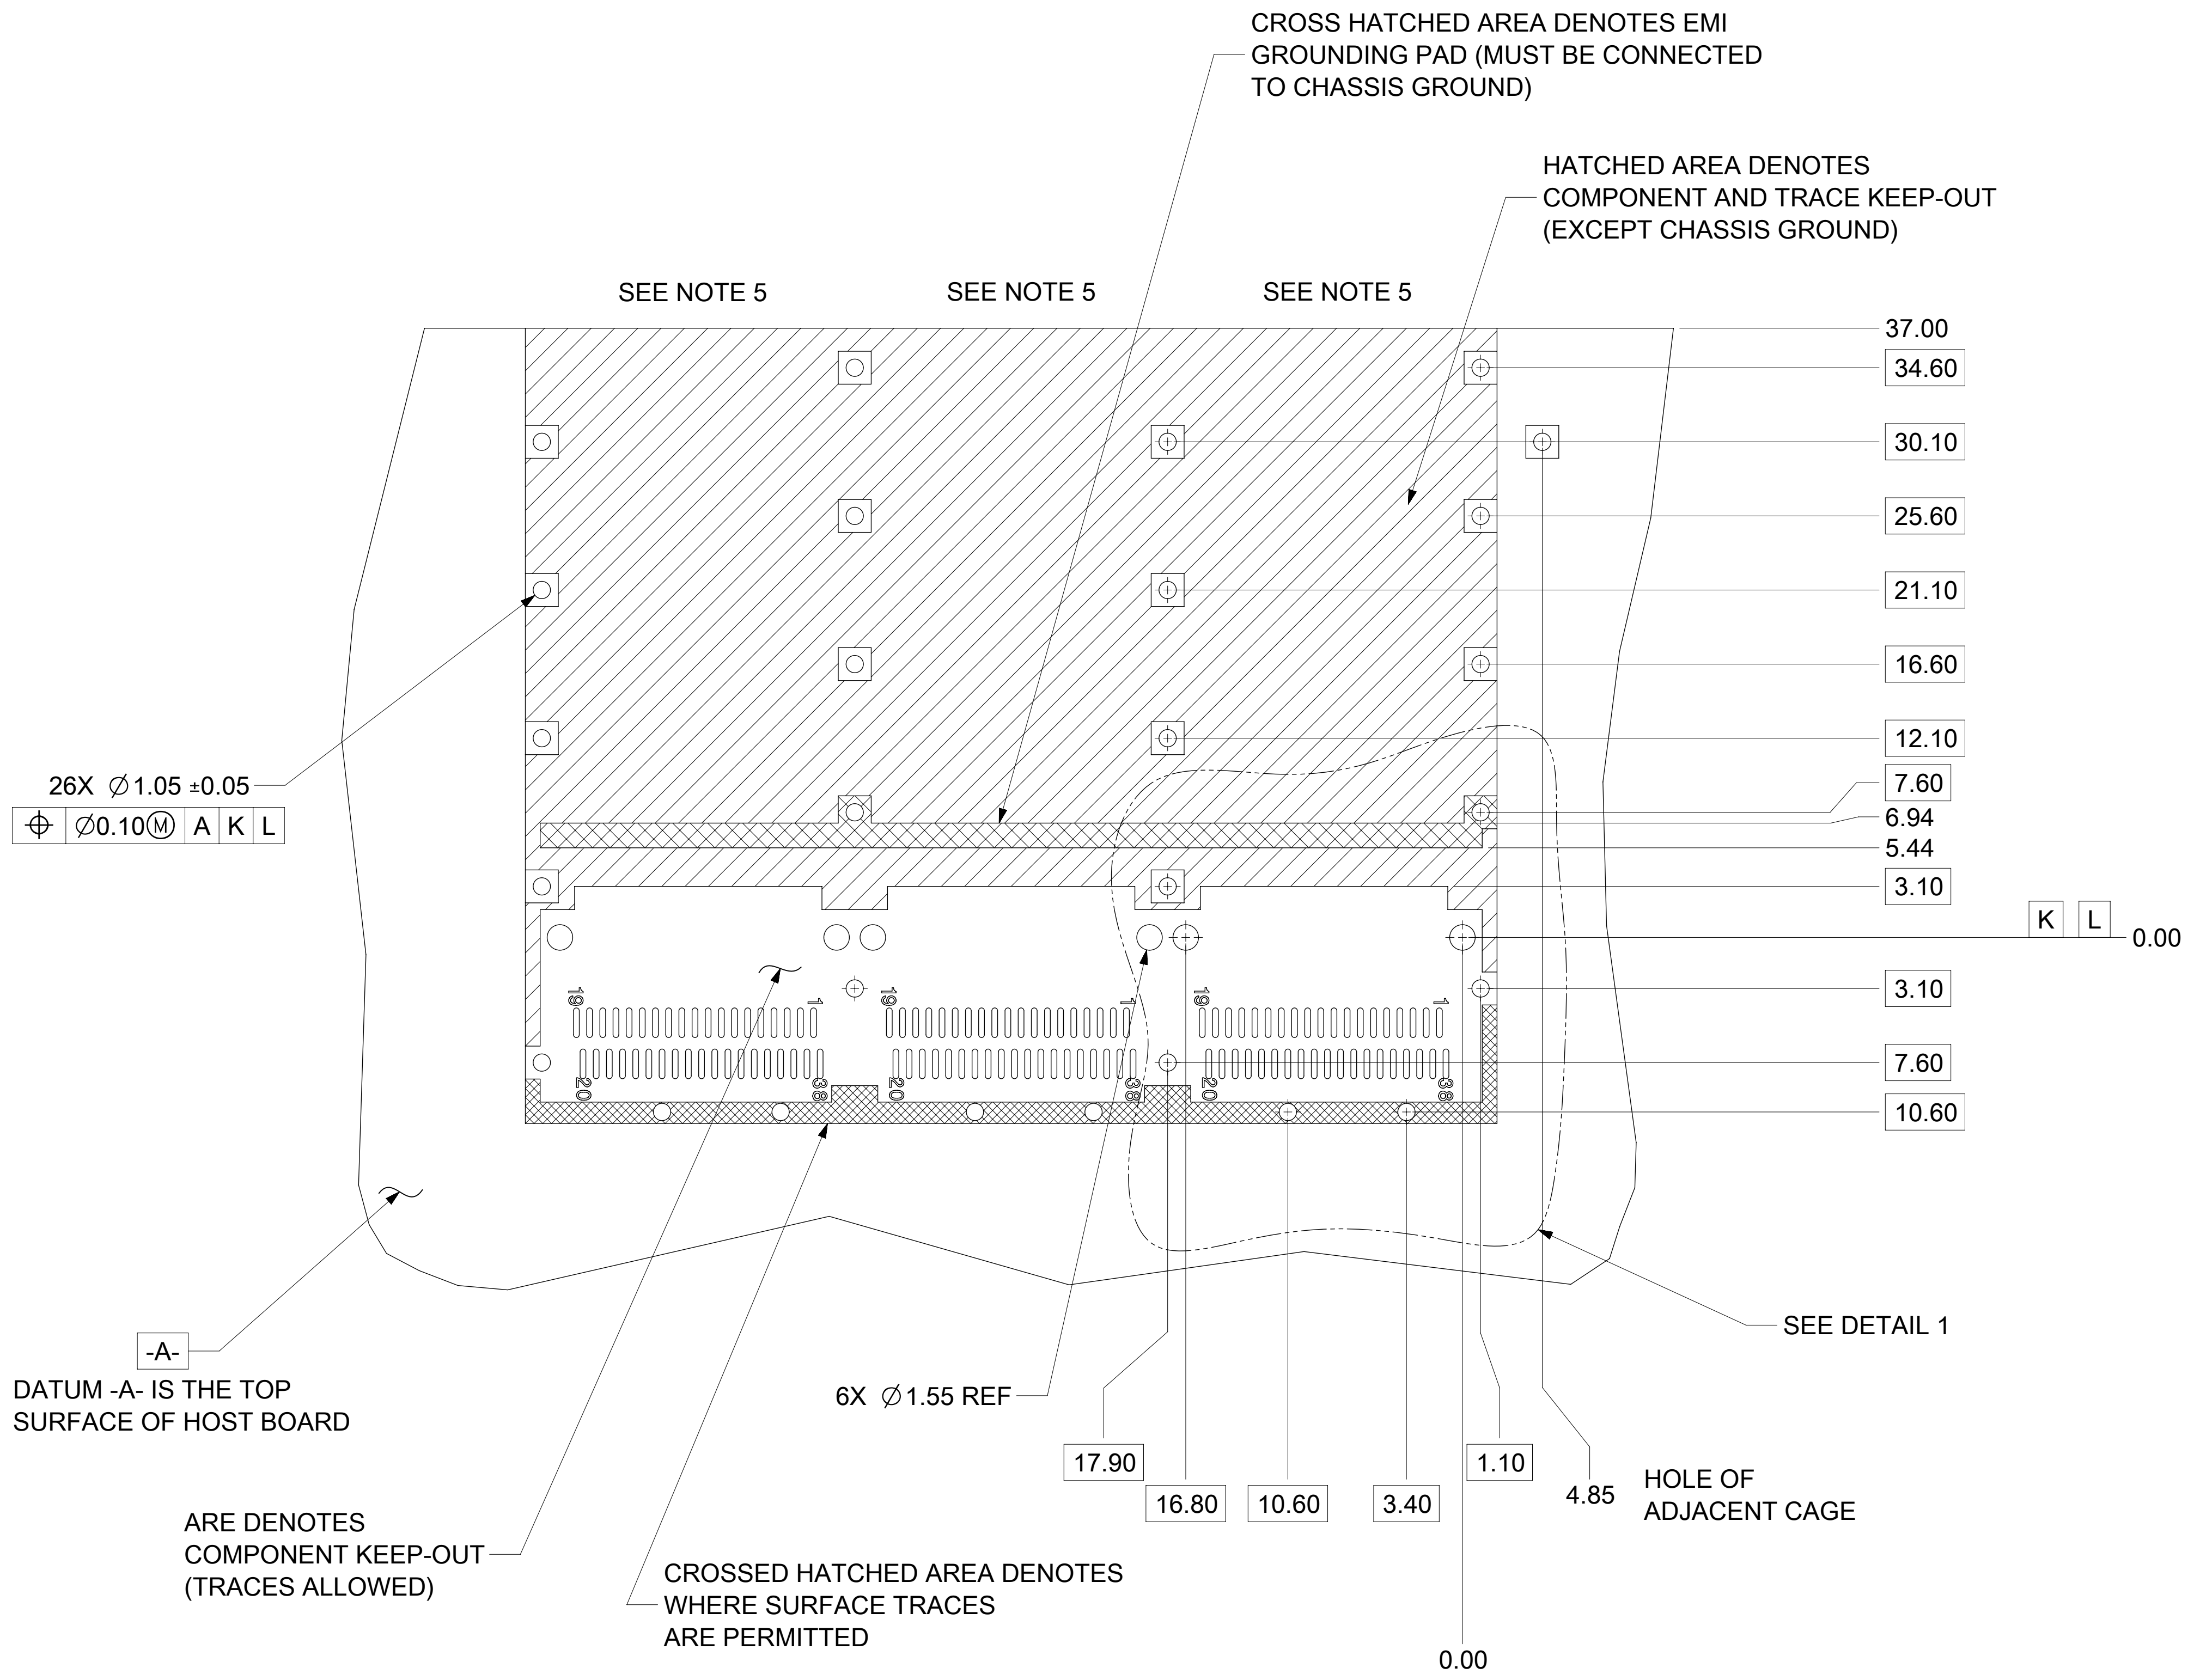 CROSS HATCHED AREA DENOTES EMI
GROUNDING PAD (MUST BE CONNECTED
TO CHASSIS GROUND)
HATCHED AREA DENOTES
COMPONENT AND TRACE KEEP-OUT
(EXCEPT CHASSIS GROUND)
SEE NOTE 5
SEE NOTE 5
SEE NOTE 5
37.00
34.60
30.10
25.60
21.10
16.60
12.10
7.60
6.94
5.44
3.10
K L 0.00
3.10
7.60
10.60
26X Ø1.05 ±0.05
⌖ Ø0.10Ⓜ A K L
19 1 19 1 19 1
20 38 20 38 20 38
-A-
DATUM -A- IS THE TOP
SURFACE OF HOST BOARD
SEE DETAIL 1
6X Ø1.55 REF
17.90
16.80
10.60
3.40
1.10
4.85
HOLE OF
ADJACENT CAGE
ARE DENOTES
COMPONENT KEEP-OUT
(TRACES ALLOWED)
CROSSED HATCHED AREA DENOTES
WHERE SURFACE TRACES
ARE PERMITTED
0.00